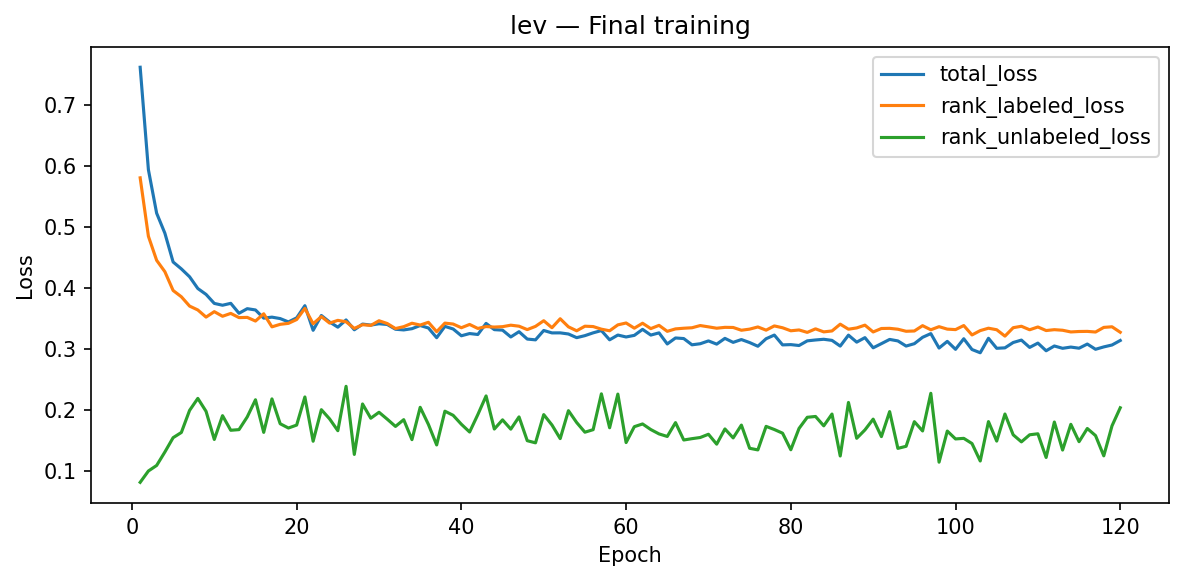 lev — Final training
total_loss
rank_labeled_loss
rank_unlabeled_loss
Loss
0.7
0.6
0.5
0.4
0.3
0.2
0.1
0 20 40 60 80 100 120
Epoch